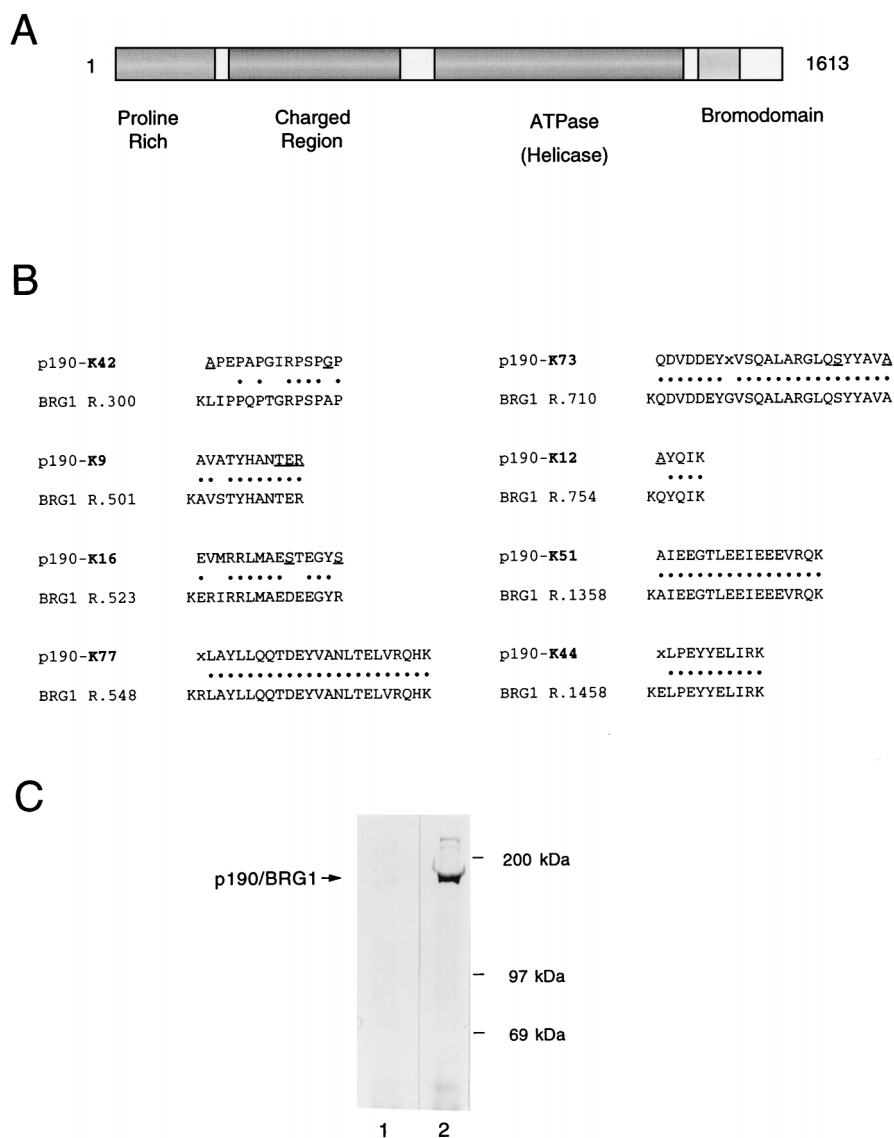 A
1
1613
Proline
Rich
Charged
Region
ATPase
(Helicase)
Bromodomain
B
p190-K42 APEPAPGIRPSPGP
BRG1 R.300 KLIPPQPTGRPSPAP
p190-K9 AVATYHANTER
BRG1 R.501 KAVSTYHANTER
p190-K16 EVMRRLMAESTEGYS
BRG1 R.523 KERIRRLMAEDEEGYR
p190-K77 xLAYLLQQTDEYVANLTELVRQHK
BRG1 R.548 KRLAYLLQQTDEYVANLTELVRQHK
p190-K73 QDVDDEYxVSQALARGLQSYYAVA
BRG1 R.710 KQDVDDEYGVSQALARGLQSYYAVA
p190-K12 AYQIK
BRG1 R.754 KQYQIK
p190-K51 AIEEGTLEEIEEEVRQK
BRG1 R.1358 KAIEEGTLEEIEEEVRQK
p190-K44 xLPEYYELIRK
BRG1 R.1458 KELPEYYELIRK
C
200 kDa
p190/BRG1
97 kDa
69 kDa
1 2